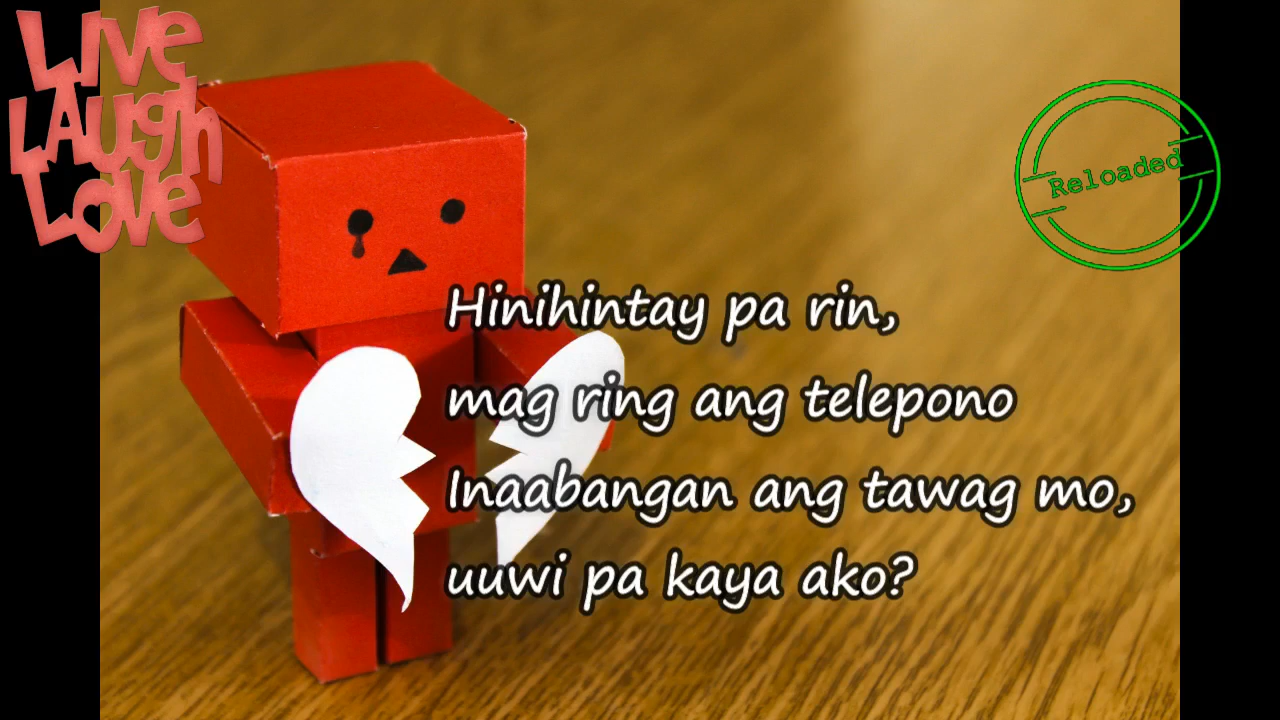 Live
Laugh
Love
Reloaded
Hinihintay pa rin,
mag ring ang telepono
Inaabangan ang tawag mo,
uuwi pa kaya ako?